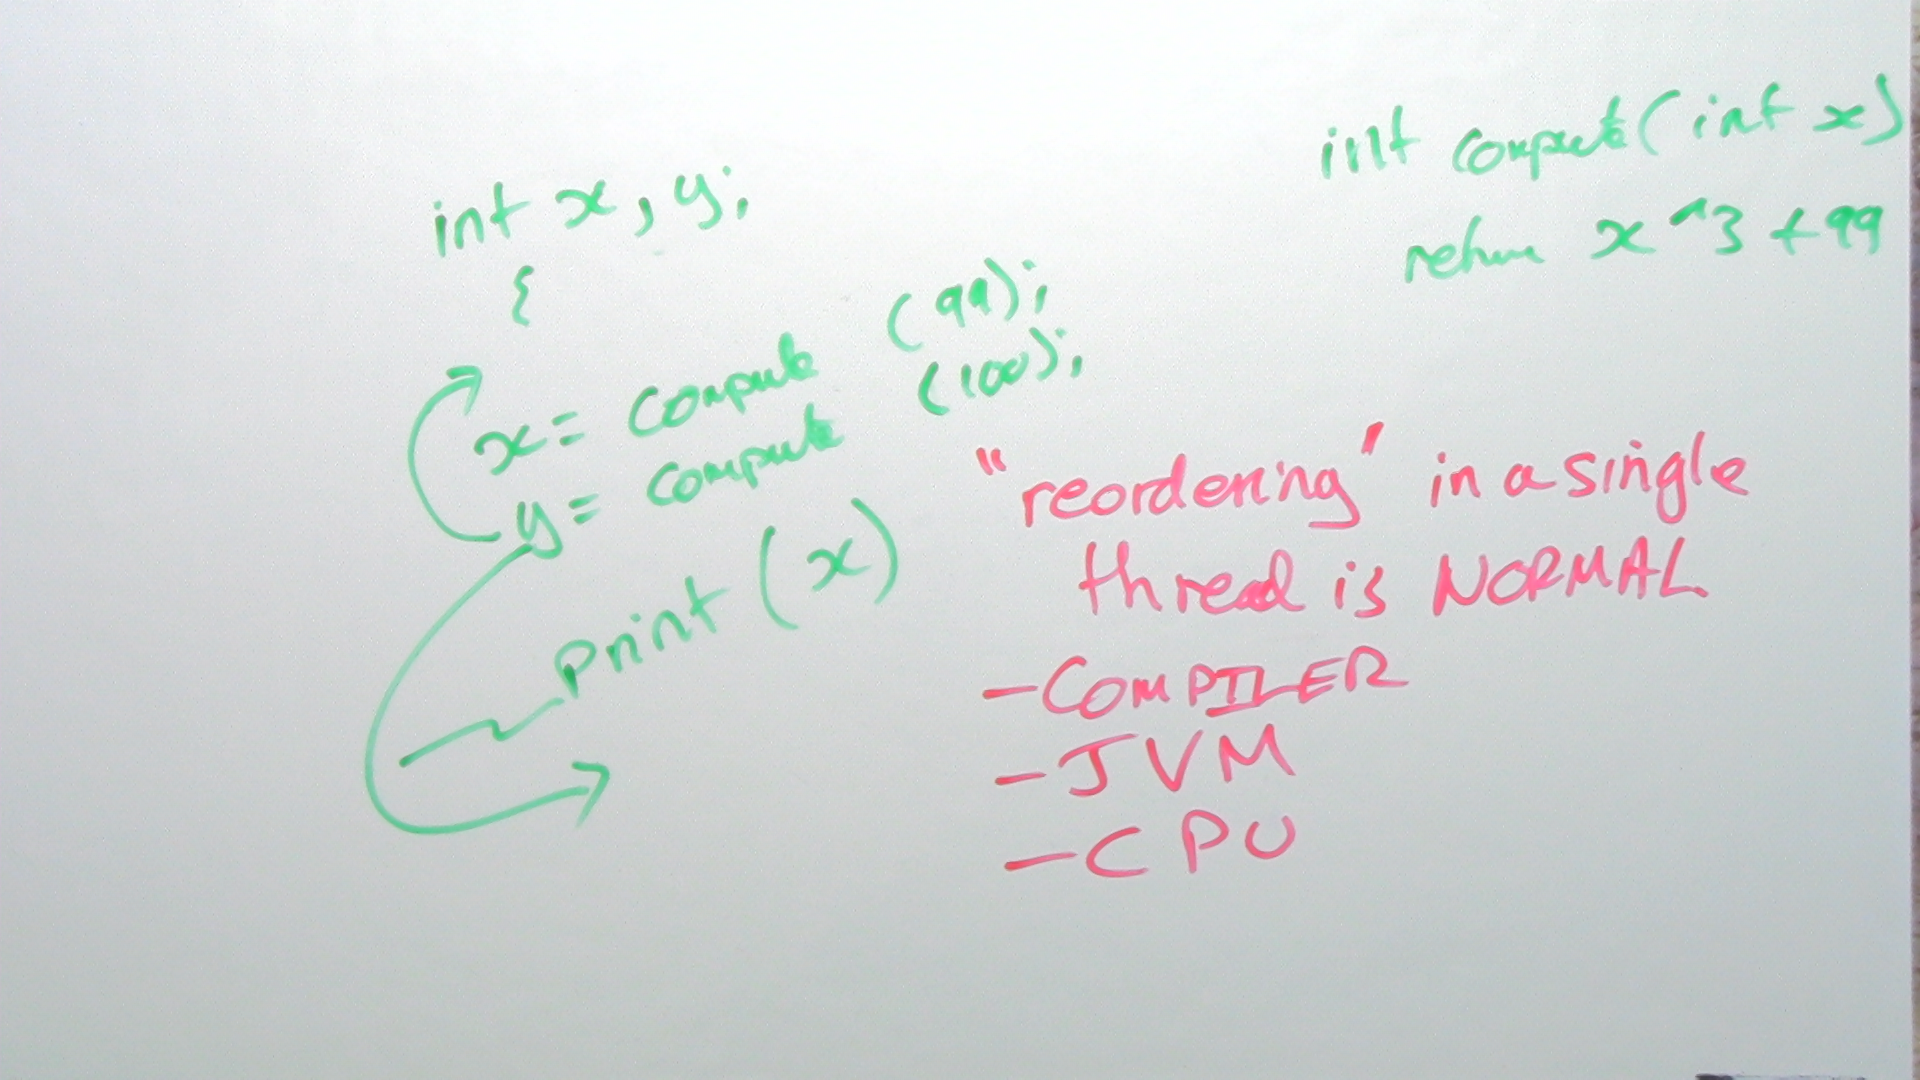 int x, y;
{
x= compute (99);
y= compute (100);
print (x)
int compute(int x)
return x^3 +99
"reordering" in a single
thread is NORMAL
-COMPILER
-JVM
-CPU